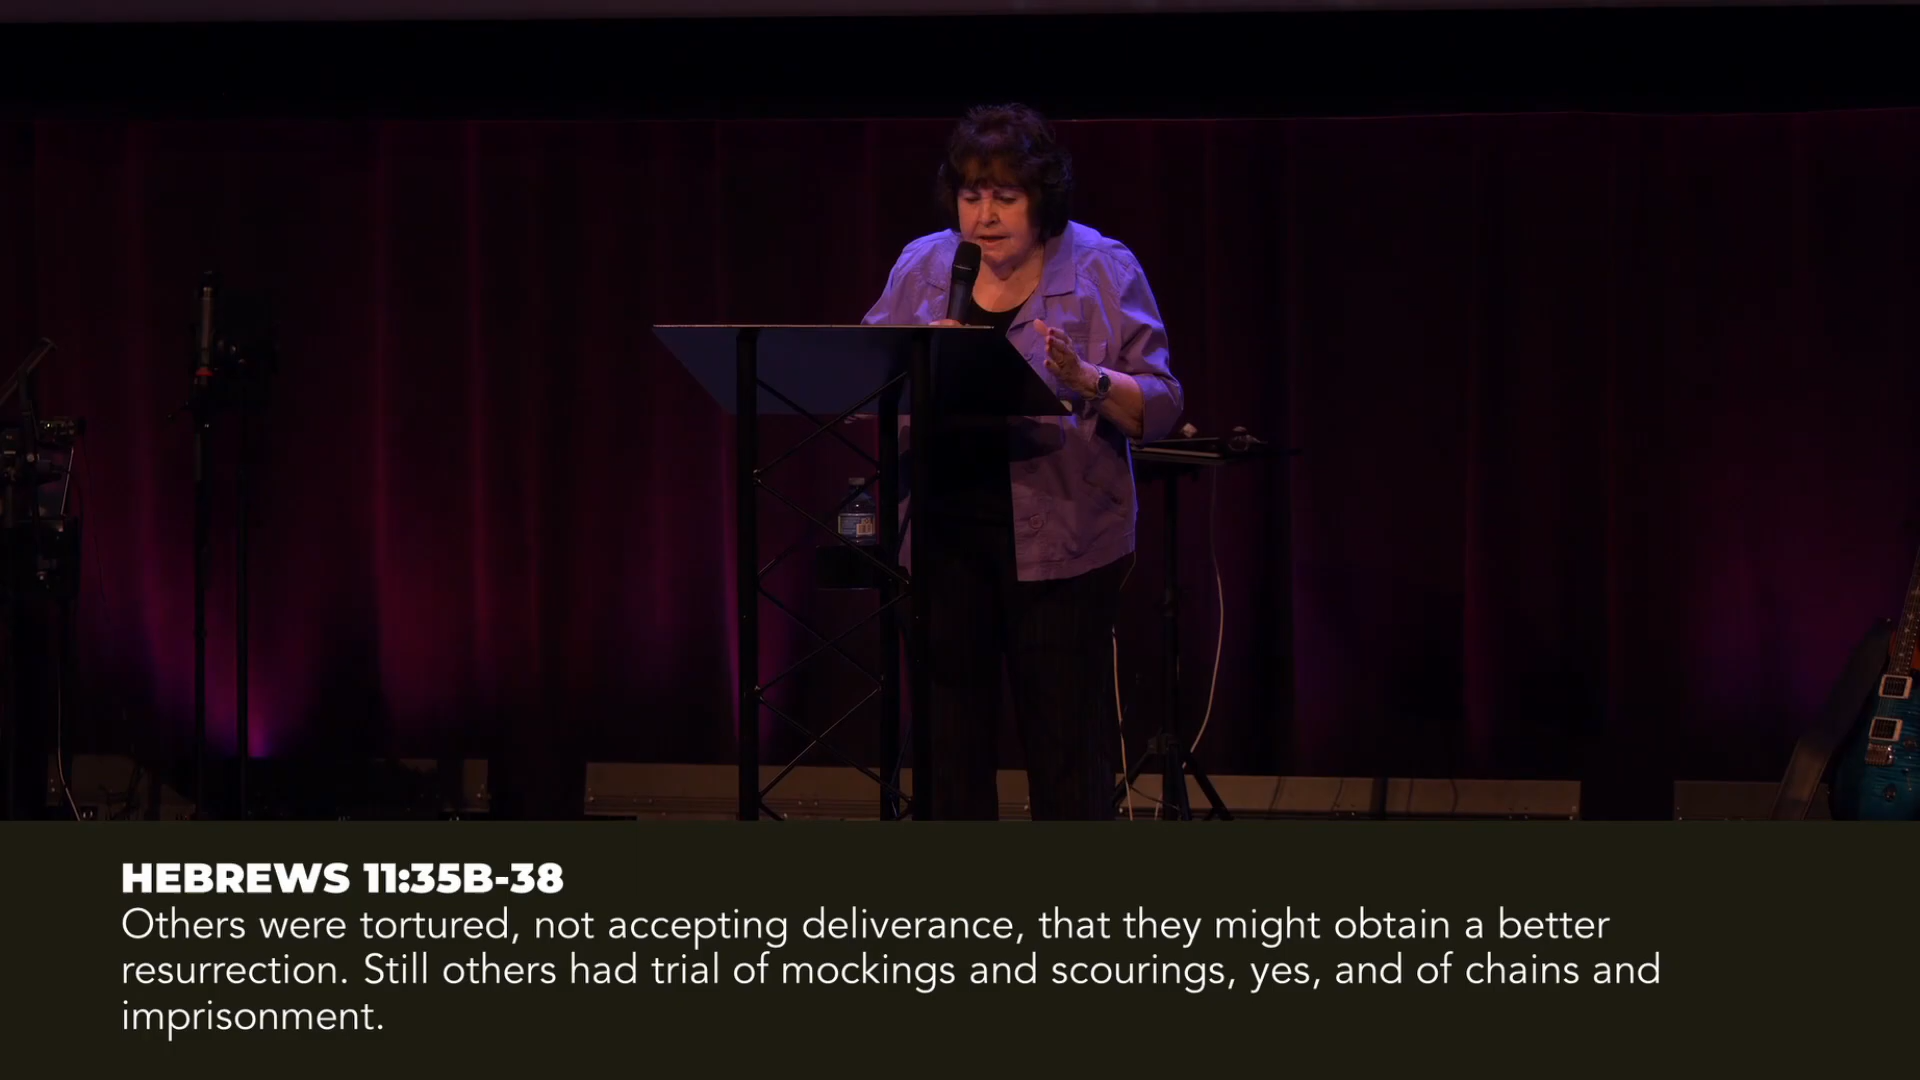 HEBREWS 11:35B-38
Others were tortured, not accepting deliverance, that they might obtain a better
resurrection. Still others had trial of mockings and scourings, yes, and of chains and
imprisonment.